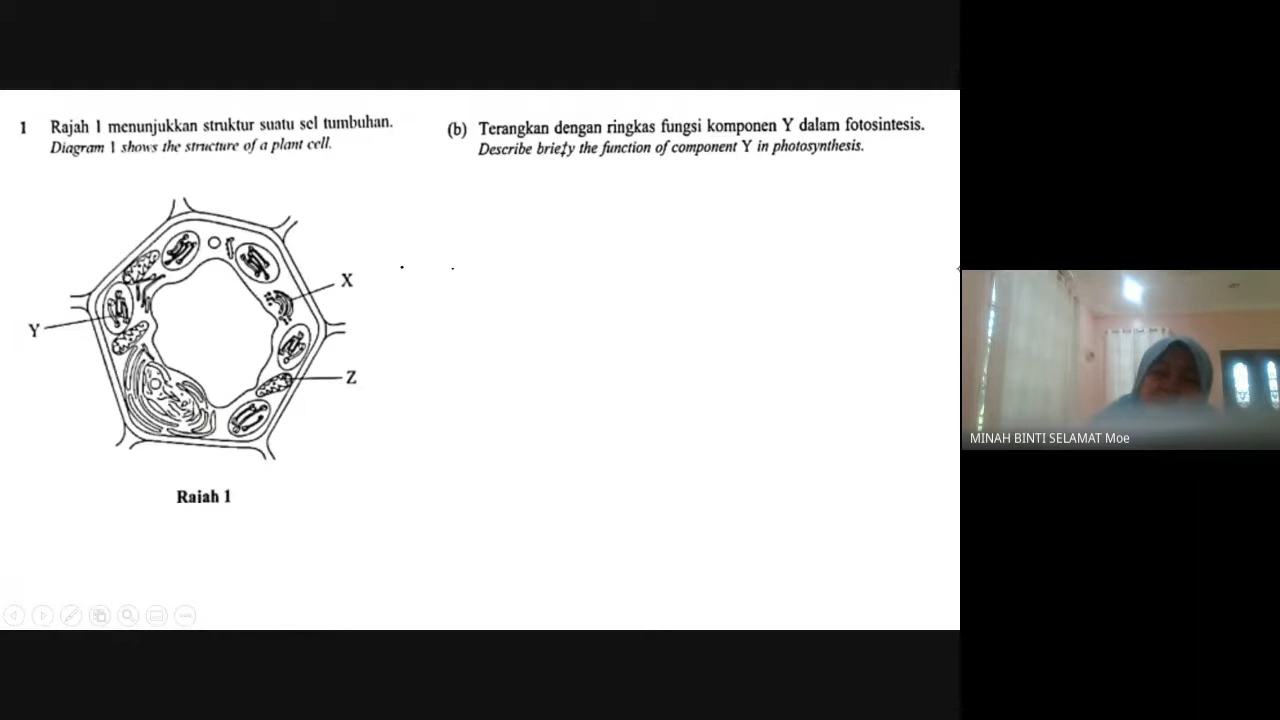 1 Rajah 1 menunjukkan struktur suatu sel tumbuhan.
Diagram 1 shows the structure of a plant cell.
(b) Terangkan dengan ringkas fungsi komponen Y dalam fotosintesis.
Describe briefly the function of component Y in photosynthesis.
X
Y
Z
Rajah 1
MINAH BINTI SELAMAT Moe